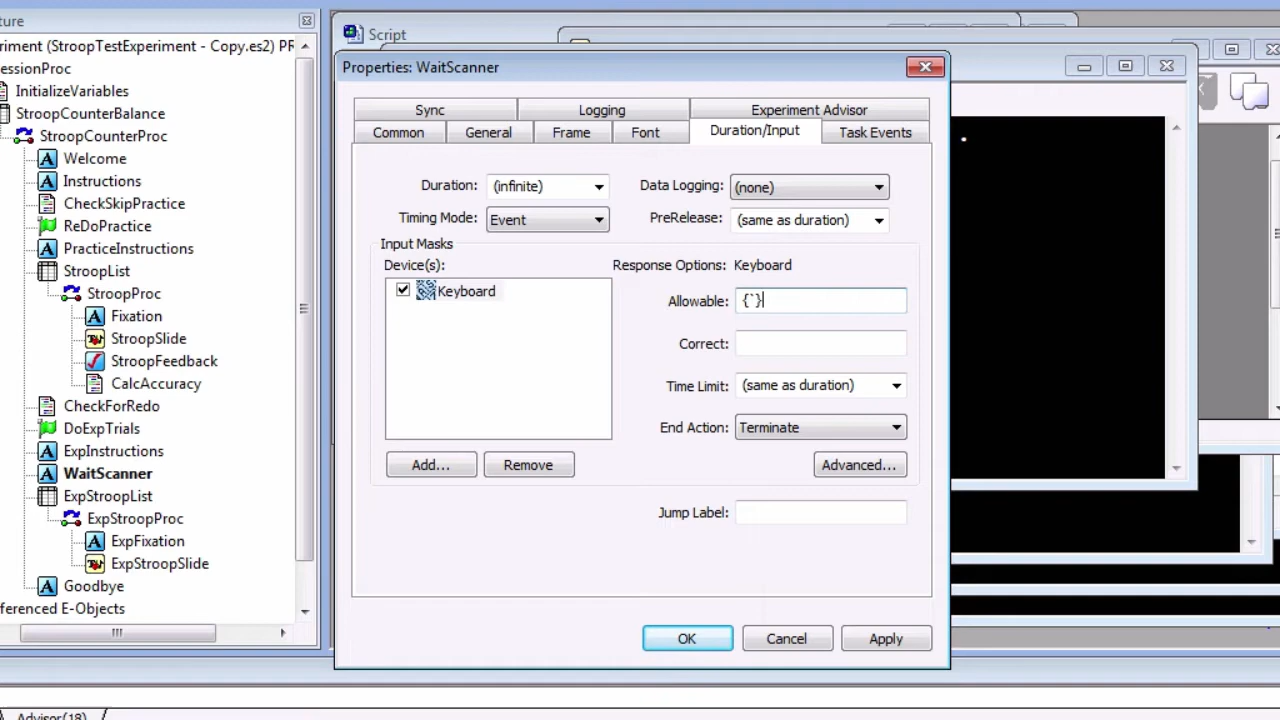 ture
riment (StroopTestExperiment - Copy.es2) PR
essionProc
InitializeVariables
StroopCounterBalance
StroopCounterProc
Welcome
Instructions
CheckSkipPractice
ReDoPractice
PracticeInstructions
StroopList
StroopProc
Fixation
StroopSlide
StroopFeedback
CalcAccuracy
CheckForRedo
DoExpTrials
ExpInstructions
WaitScanner
ExpStroopList
ExpStroopProc
ExpFixation
ExpStroopSlide
Goodbye
ferenced E-Objects
Advisor(18)
Script
Properties: WaitScanner
Sync Logging Experiment Advisor
Common General Frame Font Duration/Input Task Events
Duration: (infinite) Data Logging: (none)
Timing Mode: Event PreRelease: (same as duration)
Input Masks
Device(s): Response Options: Keyboard
Keyboard
Allowable: {`}
Correct:
Time Limit: (same as duration)
End Action: Terminate
Add... Remove Advanced...
Jump Label:
OK Cancel Apply
.